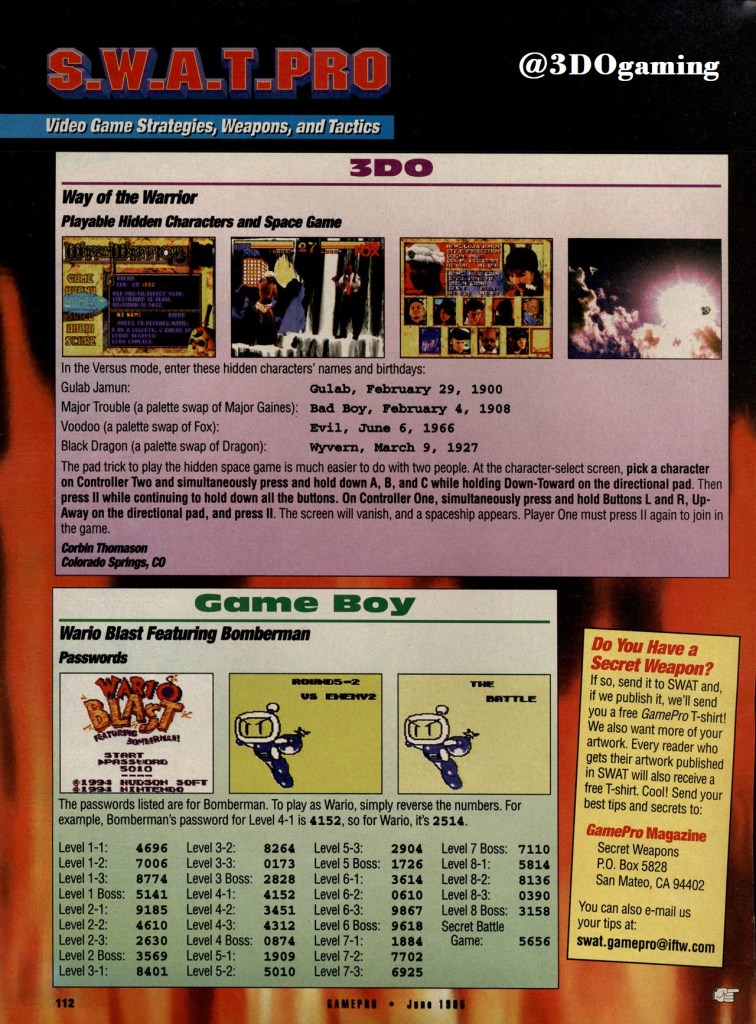 S.W.A.T.PRO
@3DOgaming
Video Game Strategies, Weapons, and Tactics
3DO
Way of the Warrior
Playable Hidden Characters and Space Game
In the Versus mode, enter these hidden characters' names and birthdays:
Gulab Jamun: Gulab, February 29, 1900
Major Trouble (a palette swap of Major Gaines): Bad Boy, February 4, 1908
Voodoo (a palette swap of Fox): Evil, June 6, 1966
Black Dragon (a palette swap of Dragon): Wyvern, March 9, 1927
The pad trick to play the hidden space game is much easier to do with two people. At the character-select screen, pick a character
on Controller Two and simultaneously press and hold down A, B, and C while holding Down-Toward on the directional pad. Then
press II while continuing to hold down all the buttons. On Controller One, simultaneously press and hold Buttons L and R, Up-
Away on the directional pad, and press II. The screen will vanish, and a spaceship appears. Player One must press II again to join in
the game.
Corbin Thomason
Colorado Springs, CO
Game Boy
Wario Blast Featuring Bomberman
Passwords
WARIO
BLAST
FEATURING BOMBERMAN!
START
PASSWORD
5010
©1994 HUDSON SOFT
©1994 NINTENDO
ROUND5-2
VS ENEMY2
THE
BATTLE
The passwords listed are for Bomberman. To play as Wario, simply reverse the numbers. For
example, Bomberman's password for Level 4-1 is 4152, so for Wario, it's 2514.
Level 1-1: 4696 Level 3-2: 8264 Level 5-3: 2904 Level 7 Boss: 7110
Level 1-2: 7006 Level 3-3: 0173 Level 5 Boss: 1726 Level 8-1: 5814
Level 1-3: 8774 Level 3 Boss: 2828 Level 6-1: 3614 Level 8-2: 8136
Level 1 Boss: 5141 Level 4-1: 4152 Level 6-2: 0610 Level 8-3: 0390
Level 2-1: 9185 Level 4-2: 3451 Level 6-3: 9867 Level 8 Boss: 3158
Level 2-2: 4610 Level 4-3: 4312 Level 6 Boss: 9618 Secret Battle
Level 2-3: 2630 Level 4 Boss: 0874 Level 7-1: 1884 Game: 5656
Level 2 Boss: 3569 Level 5-1: 1909 Level 7-2: 7702
Level 3-1: 8401 Level 5-2: 5010 Level 7-3: 6925
Do You Have a
Secret Weapon?
If so, send it to SWAT and,
if we publish it, we'll send
you a free GamePro T-shirt!
We also want more of your
artwork. Every reader who
gets their artwork published
in SWAT will also receive a
free T-shirt. Cool! Send your
best tips and secrets to:
GamePro Magazine
Secret Weapons
P.O. Box 5828
San Mateo, CA 94402
You can also e-mail us
your tips at:
swat.gamepro@iftw.com
112
GAMEPRO • June 1995